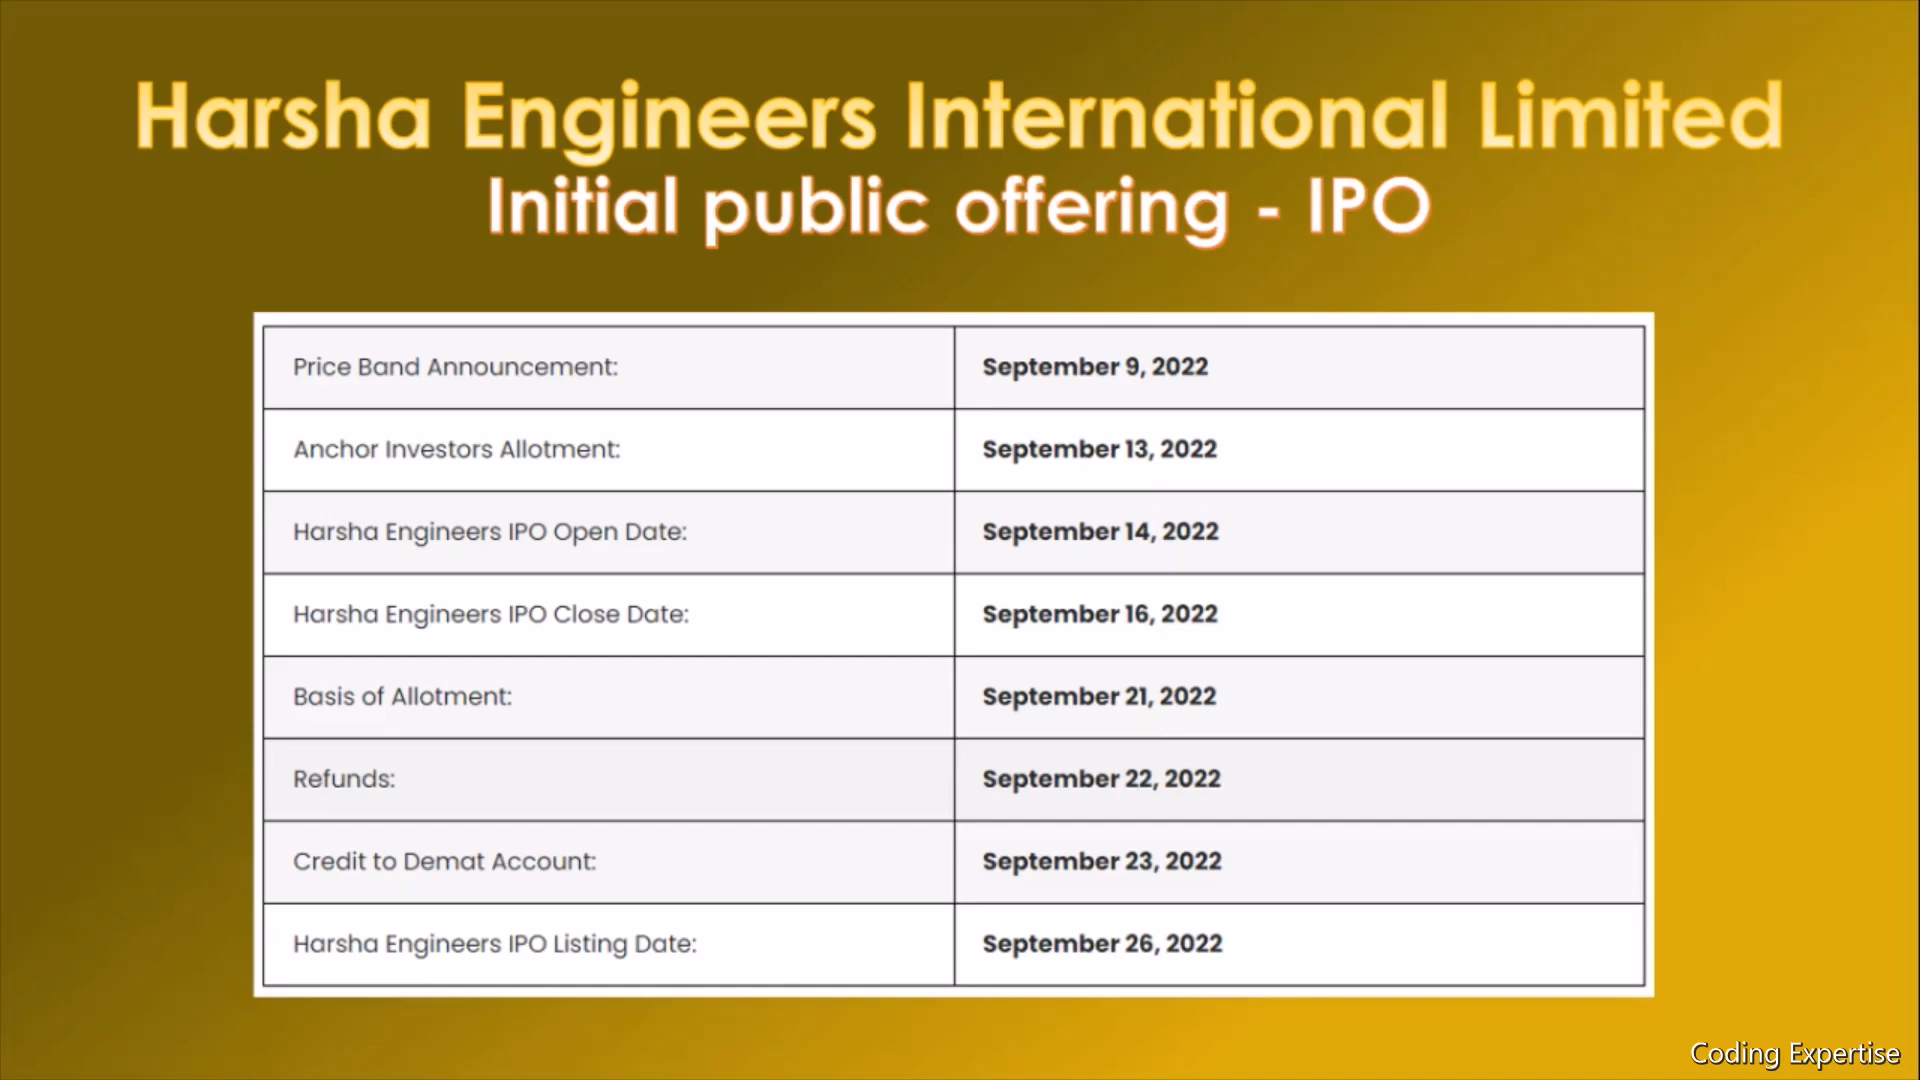 Harsha Engineers International Limited
Initial public offering - IPO
Price Band Announcement: September 9, 2022
Anchor Investors Allotment: September 13, 2022
Harsha Engineers IPO Open Date: September 14, 2022
Harsha Engineers IPO Close Date: September 16, 2022
Basis of Allotment: September 21, 2022
Refunds: September 22, 2022
Credit to Demat Account: September 23, 2022
Harsha Engineers IPO Listing Date: September 26, 2022
Coding Expertise